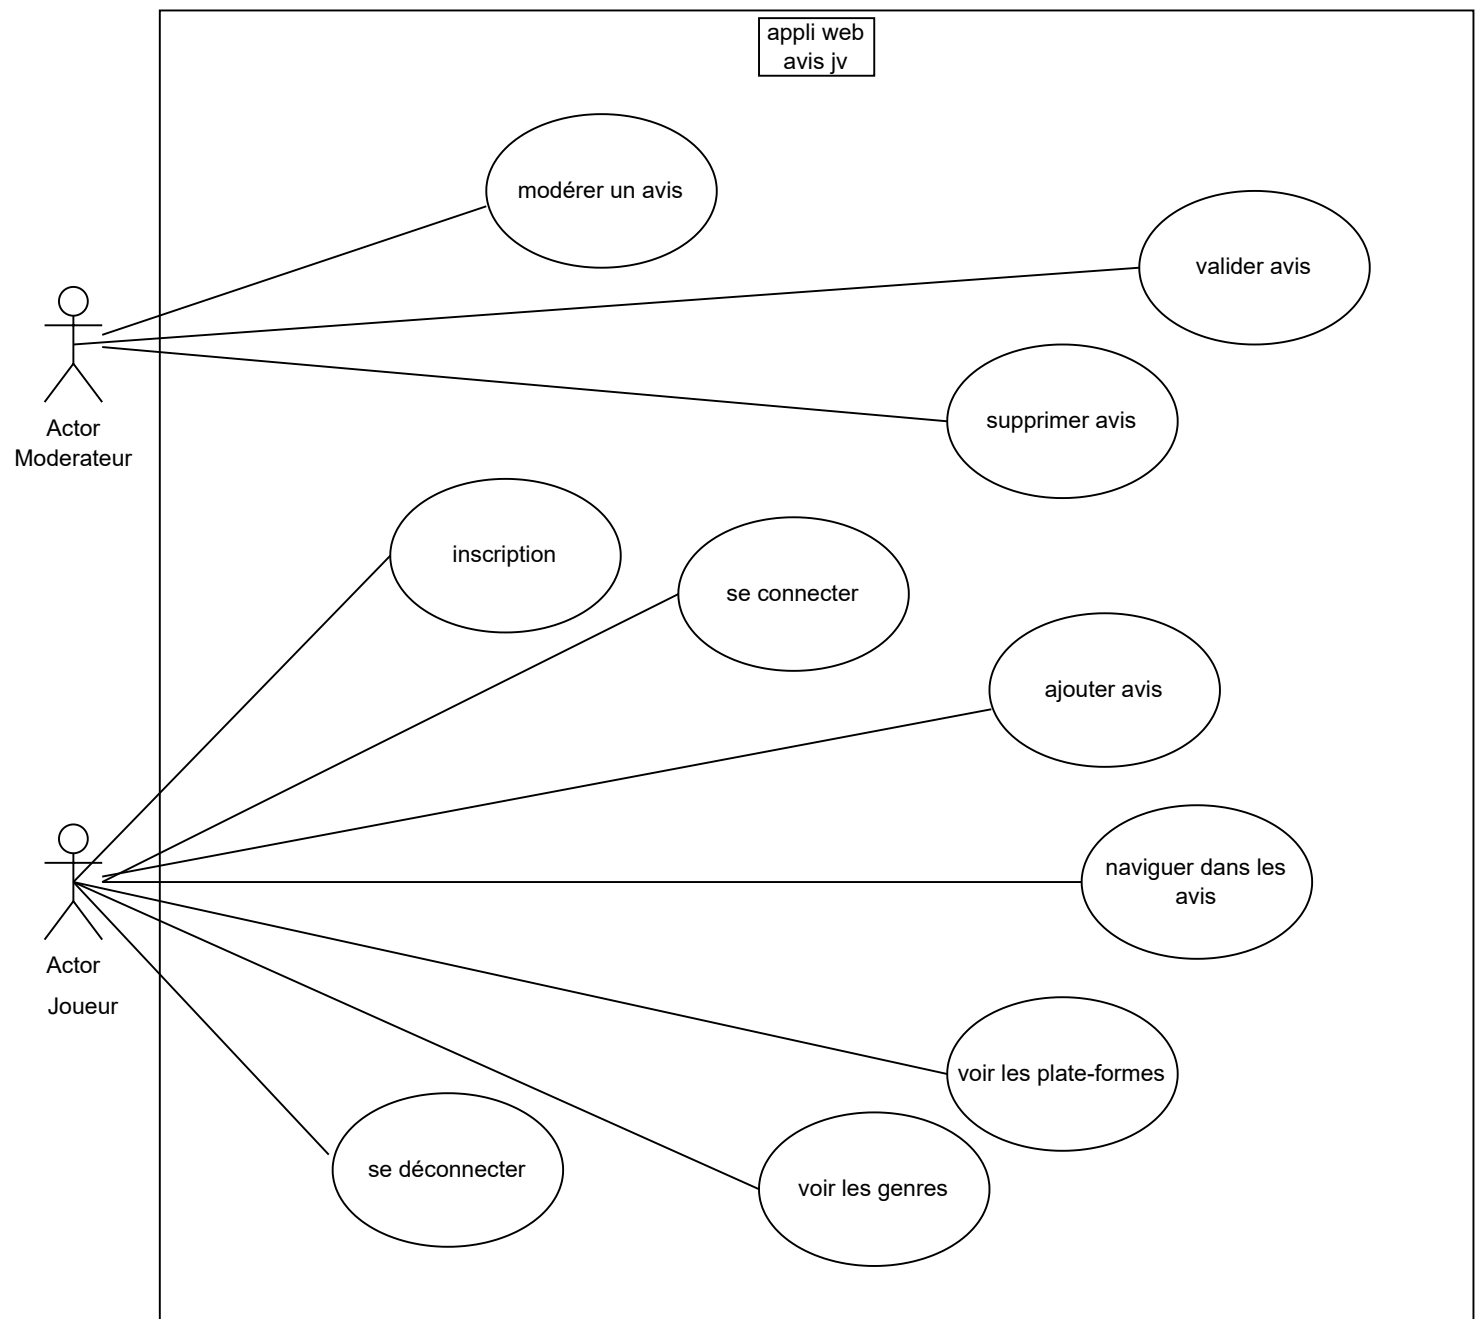 appli web
avis jv
modérer un avis
valider avis
supprimer avis
Actor
Moderateur
inscription
se connecter
ajouter avis
naviguer dans les
avis
Actor
Joueur
voir les plate-formes
se déconnecter
voir les genres